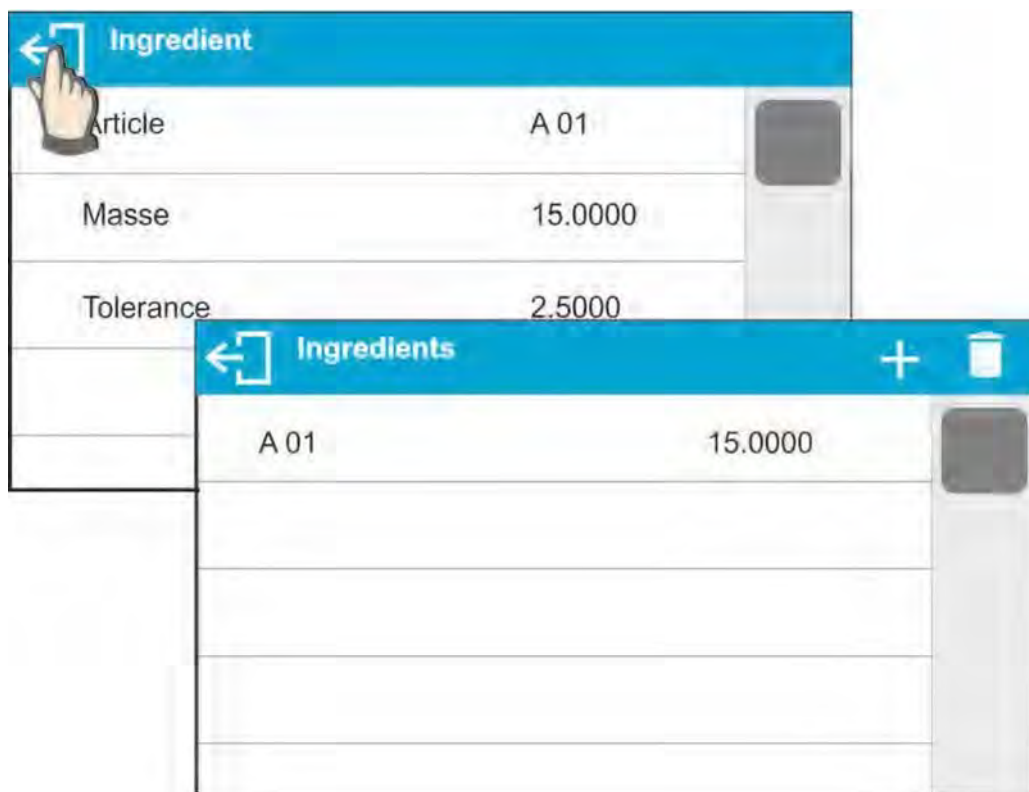 Ingredient
Article A 01
Masse 15.0000
Tolerance 2.5000
Ingredients
A 01 15.0000